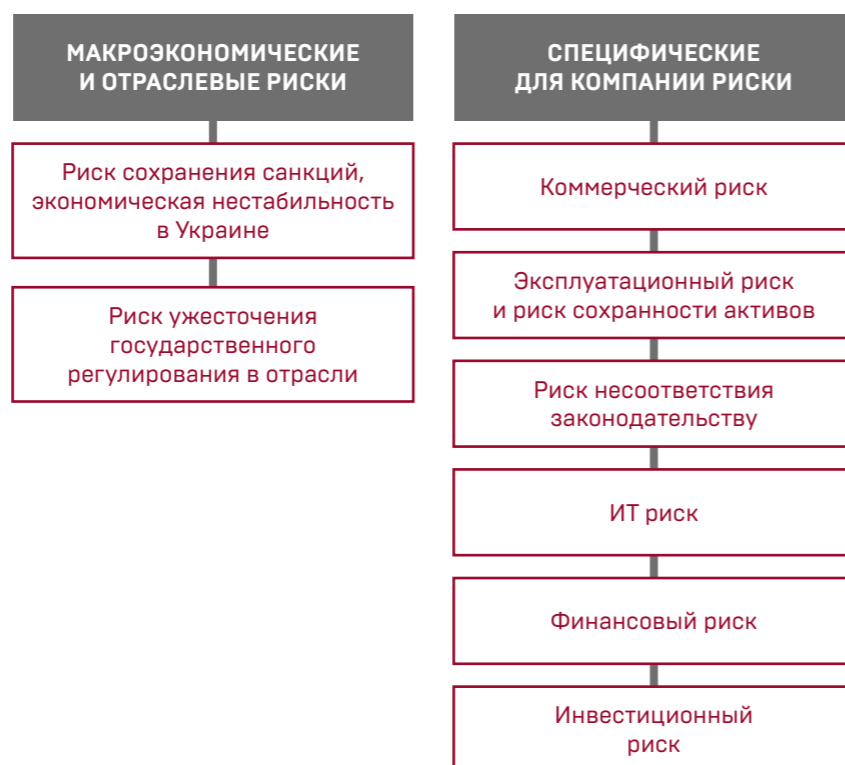 МАКРОЭКОНОМИЧЕСКИЕ
И ОТРАСЛЕВЫЕ РИСКИ
Риск сохранения санкций,
экономическая нестабильность
в Украине
Риск ужесточения
государственного
регулирования в отрасли
СПЕЦИФИЧЕСКИЕ
ДЛЯ КОМПАНИИ РИСКИ
Коммерческий риск
Эксплуатационный риск
и риск сохранности активов
Риск несоответствия
законодательству
ИТ риск
Финансовый риск
Инвестиционный
риск